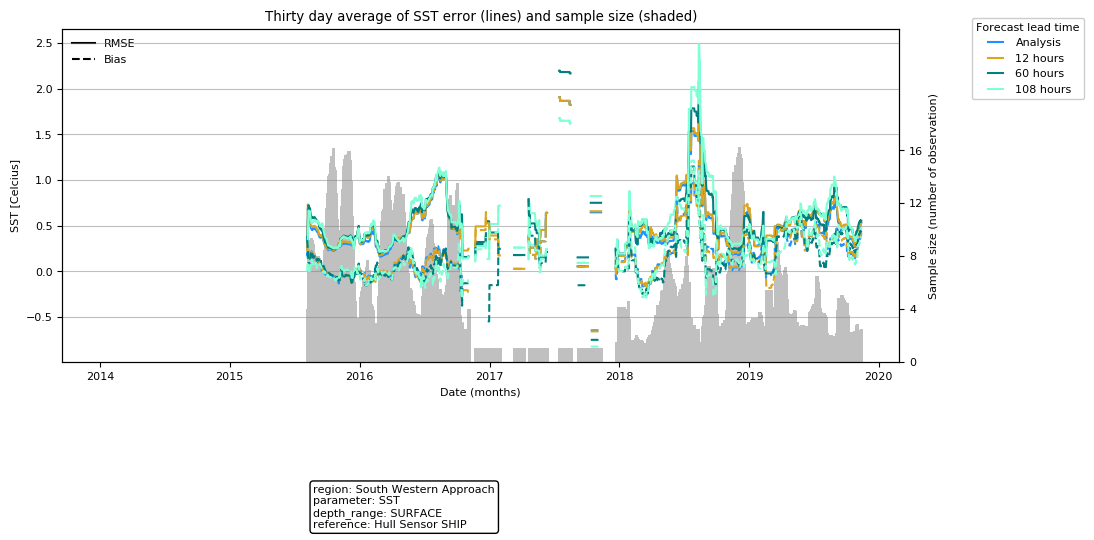 Thirty day average of SST error (lines) and sample size (shaded)
Forecast lead time
Analysis
12 hours
60 hours
108 hours
RMSE
Bias
SST [Celcius]
2.5
2.0
1.5
1.0
0.5
0.0
−0.5
Sample size (number of observation)
16
12
8
4
0
2014
2015
2016
2017
2018
2019
2020
Date (months)
region: South Western Approach
parameter: SST
depth_range: SURFACE
reference: Hull Sensor SHIP